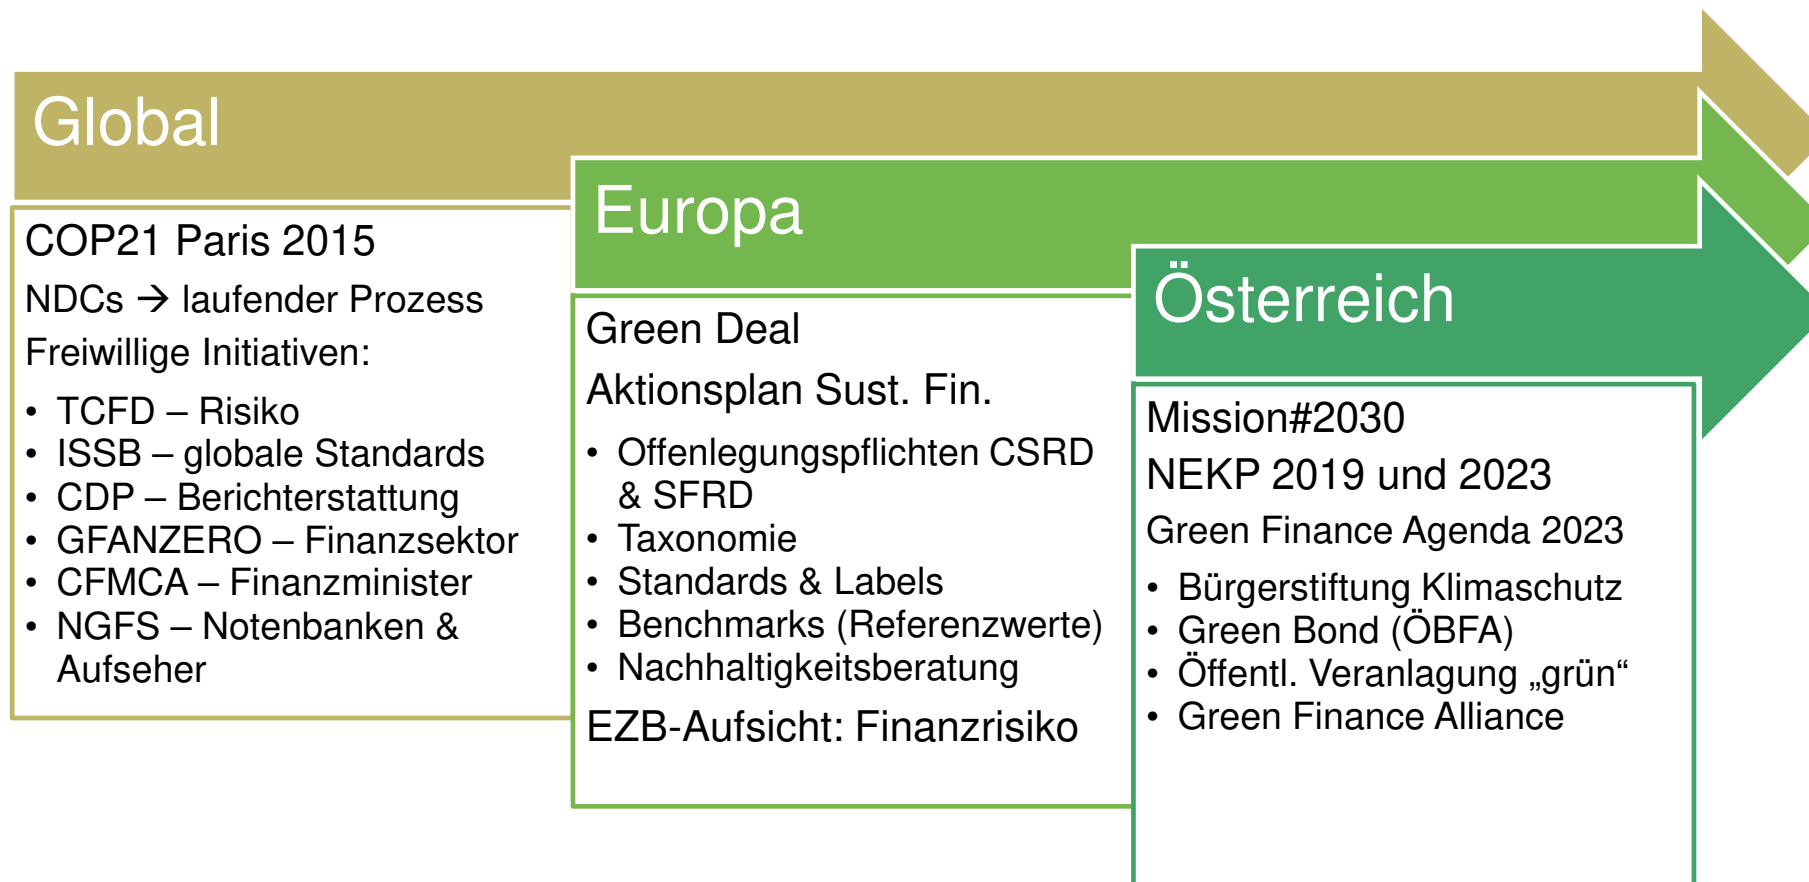 Global
COP21 Paris 2015
NDCs → laufender Prozess
Freiwillige Initiativen:
• TCFD – Risiko
• ISSB – globale Standards
• CDP – Berichterstattung
• GFANZERO – Finanzsektor
• CFMCA – Finanzminister
• NGFS – Notenbanken &
Aufseher
Europa
Green Deal
Aktionsplan Sust. Fin.
• Offenlegungspflichten CSRD
& SFRD
• Taxonomie
• Standards & Labels
• Benchmarks (Referenzwerte)
• Nachhaltigkeitsberatung
EZB-Aufsicht: Finanzrisiko
Österreich
Mission#2030
NEKP 2019 und 2023
Green Finance Agenda 2023
• Bürgerstiftung Klimaschutz
• Green Bond (ÖBFA)
• Öffentl. Veranlagung „grün“
• Green Finance Alliance